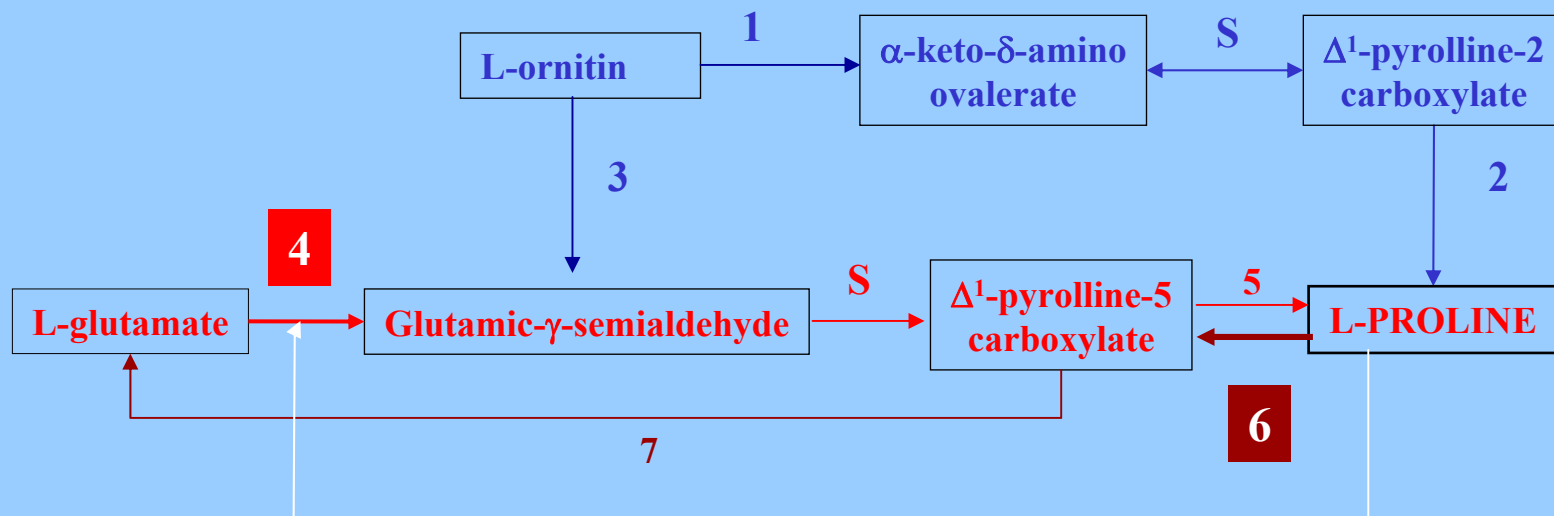 1
S
L-ornitin
α-keto-δ-amino
ovalerate
Δ¹-pyrolline-2
carboxylate
3
2
4
S
5
L-glutamate
Glutamic-γ-semialdehyde
Δ¹-pyrolline-5
carboxylate
L-PROLINE
6
7